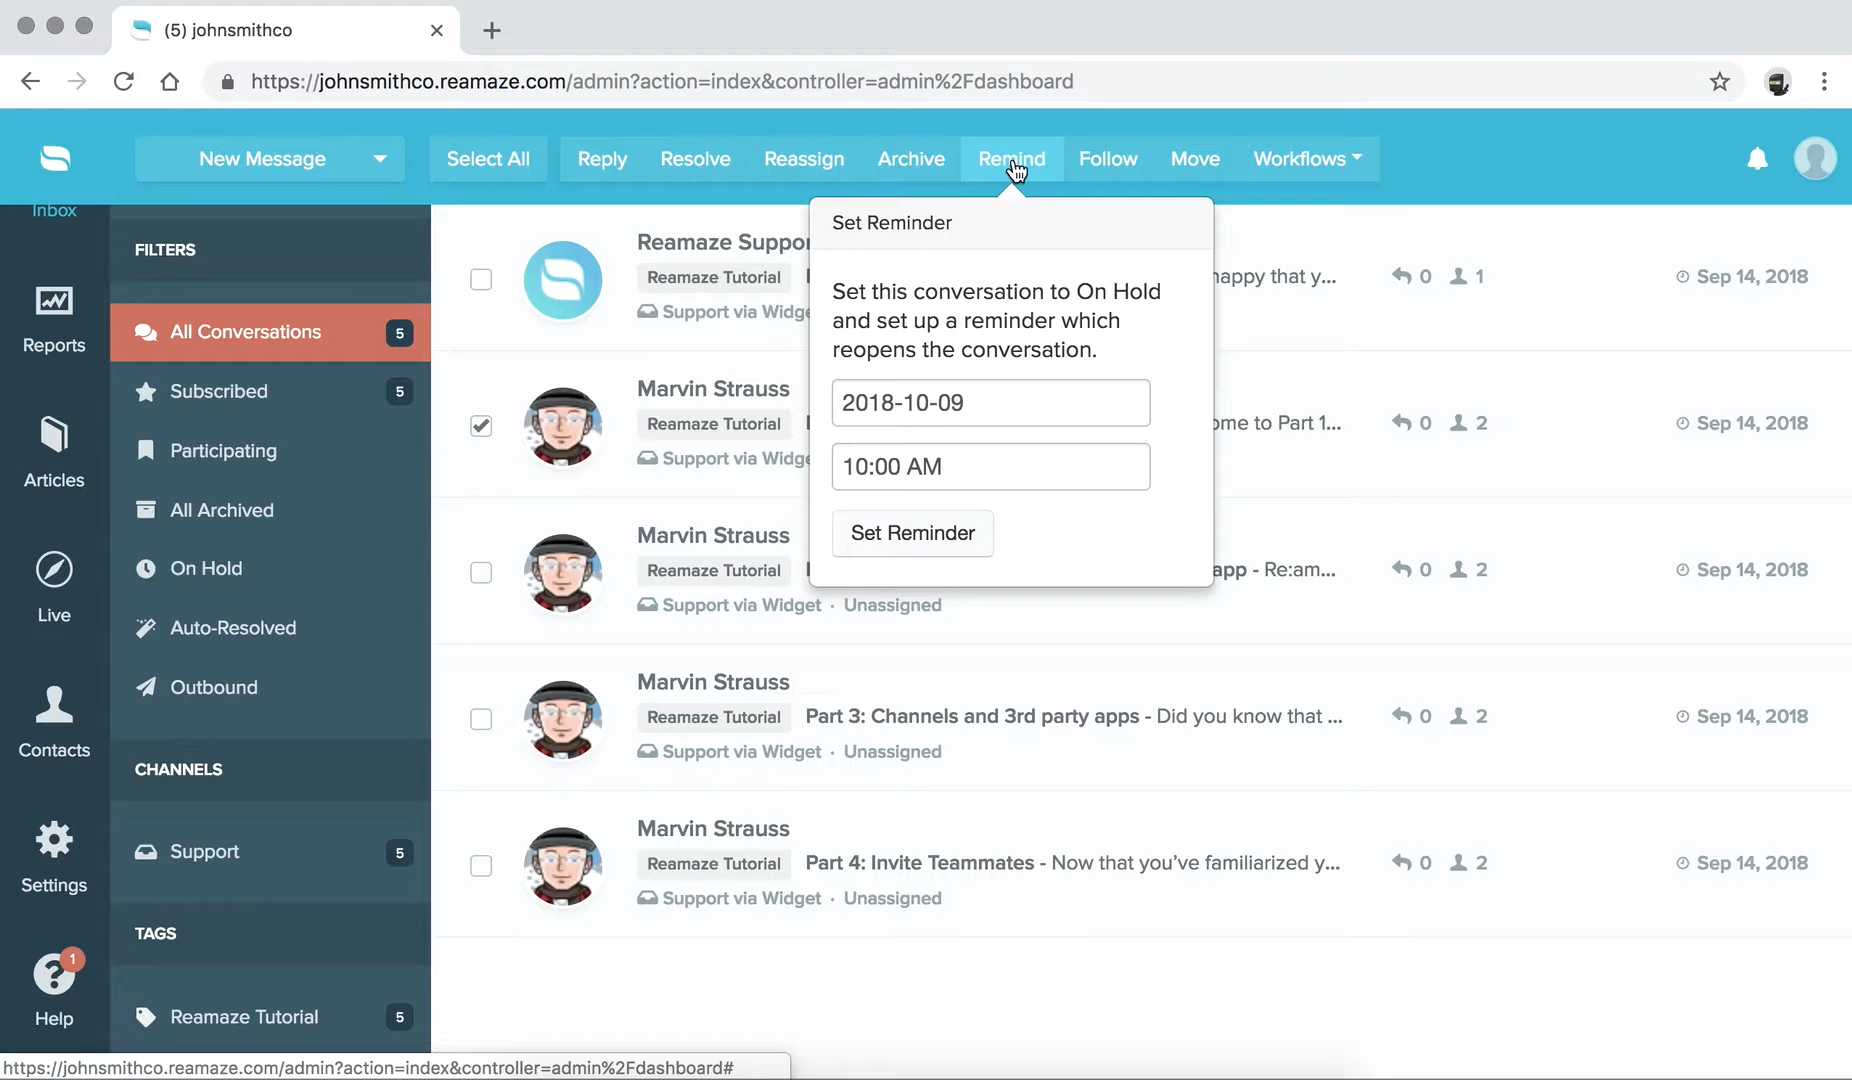 (5) johnsmithco
https://johnsmithco.reamaze.com/admin?action=index&controller=admin%2Fdashboard
New Message
Select All
Reply
Resolve
Reassign
Archive
Remind
Follow
Move
Workflows
Inbox
Reports
Articles
Live
Contacts
Settings
1
Help
FILTERS
All Conversations 5
Subscribed 5
Participating
All Archived
On Hold
Auto-Resolved
Outbound
CHANNELS
Support 5
TAGS
Reamaze Tutorial 5
Set Reminder
Set this conversation to On Hold
and set up a reminder which
reopens the conversation.
2018-10-09
10:00 AM
Set Reminder
Reamaze
Reamaze Tutorial happy that y... 0 1 Sep 14, 2018
Support via
Marvin Strauss
Reamaze Tutorial to Part 1... 0 2 Sep 14, 2018
Support via
Marvin Strauss
Reamaze Tutorial app - Re:am... 0 2 Sep 14, 2018
Support via Widget · Unassigned
Marvin Strauss
Reamaze Tutorial Part 3: Channels and 3rd party apps - Did you know that ... 0 2 Sep 14, 2018
Support via Widget · Unassigned
Marvin Strauss
Reamaze Tutorial Part 4: Invite Teammates - Now that you've familiarized y... 0 2 Sep 14, 2018
Support via Widget · Unassigned
https://johnsmithco.reamaze.com/admin?action=index&controller=admin%2Fdashboard#